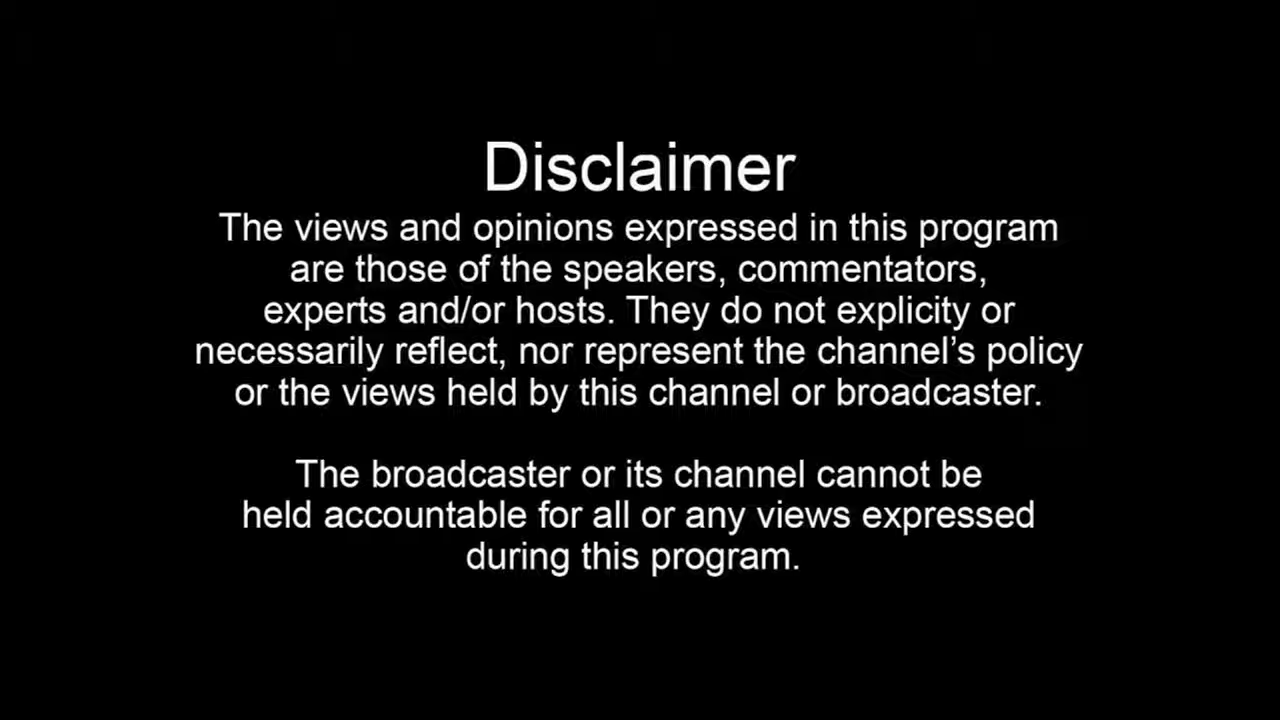 Disclaimer
The views and opinions expressed in this program
are those of the speakers, commentators,
experts and/or hosts. They do not explicity or
necessarily reflect, nor represent the channel's policy
or the views held by this channel or broadcaster.
The broadcaster or its channel cannot be
held accountable for all or any views expressed
during this program.